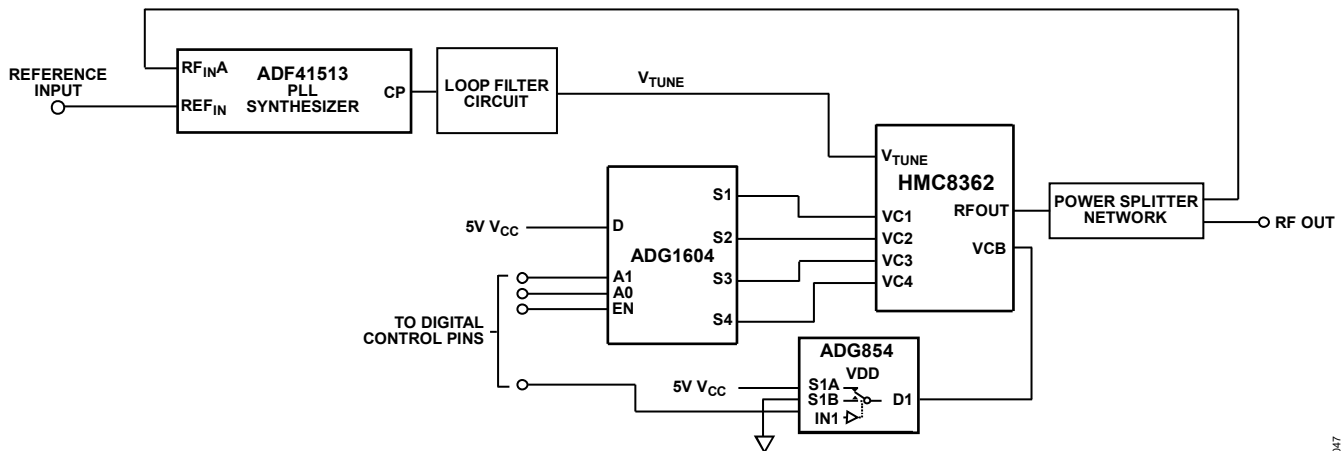 REFERENCE
INPUT
RFINA
REFIN
ADF41513
PLL
SYNTHESIZER
CP
LOOP FILTER
CIRCUIT
VTUNE
VTUNE
HMC8362
VC1
VC2
VC3
VC4
RFOUT
VCB
POWER SPLITTER
NETWORK
RF OUT
5V VCC
D
ADG1604
A1
A0
EN
S1
S2
S3
S4
TO DIGITAL
CONTROL PINS
ADG854
VDD
5V VCC
S1A
S1B
IN1
D1
047